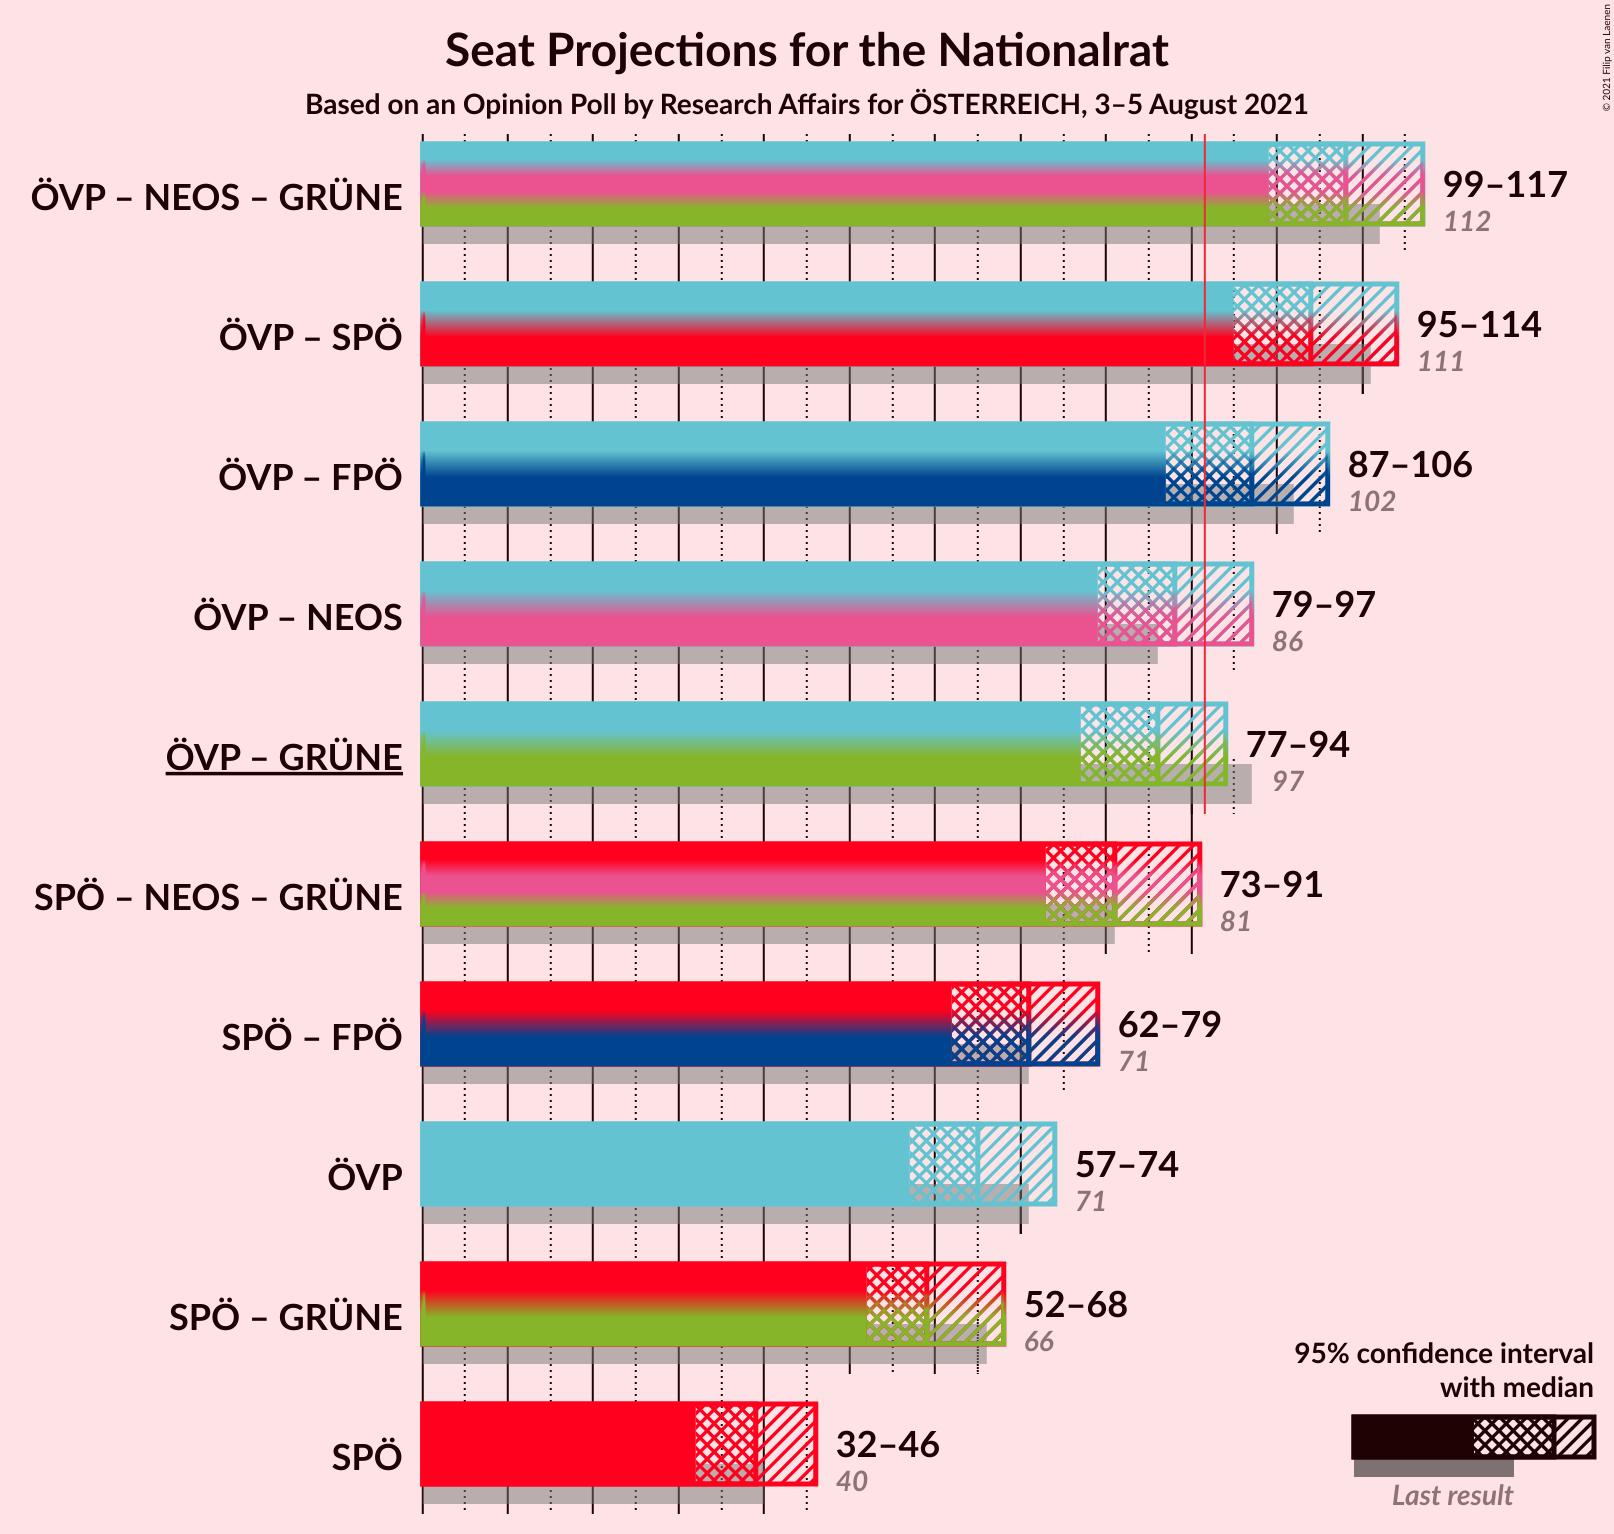 Seat Projections for the Nationalrat
Based on an Opinion Poll by Research Affairs for ÖSTERREICH, 3–5 August 2021
© 2021 Filip van Laenen
ÖVP – NEOS – GRÜNE
99–117
112
ÖVP – SPÖ
95–114
111
ÖVP – FPÖ
87–106
102
ÖVP – NEOS
79–97
86
ÖVP – GRÜNE
77–94
97
SPÖ – NEOS – GRÜNE
73–91
81
SPÖ – FPÖ
62–79
71
ÖVP
57–74
71
SPÖ – GRÜNE
52–68
66
SPÖ
32–46
40
95% confidence interval
with median
Last result